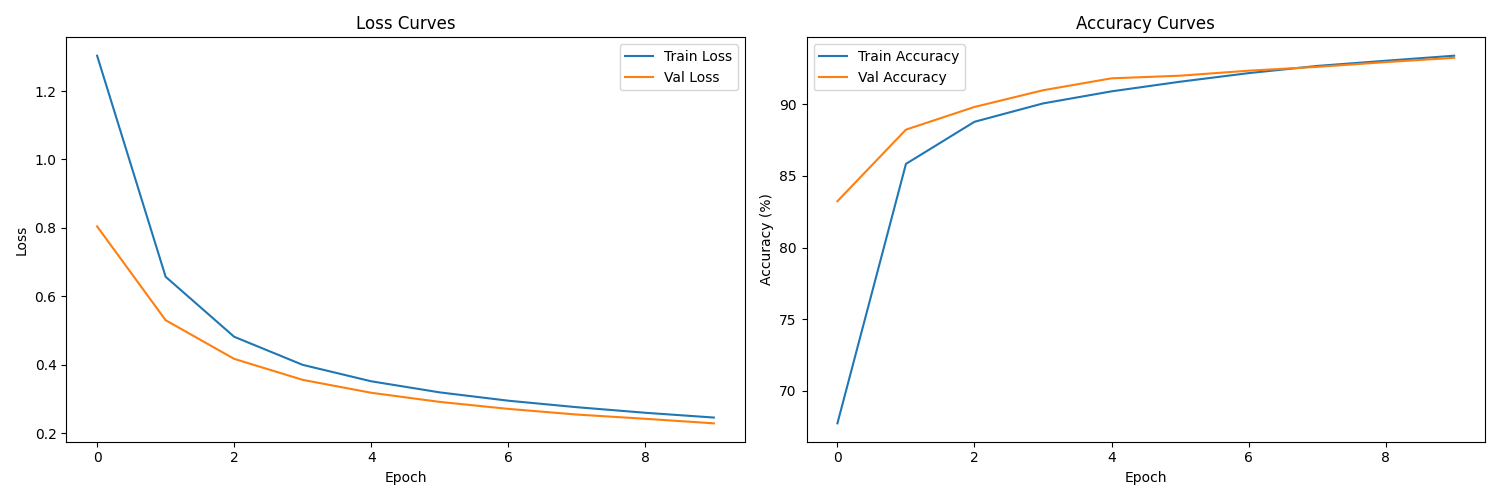 Loss Curves
Train Loss
Val Loss
1.2
1.0
0.8
0.6
0.4
0.2
Loss
0 2 4 6 8
Epoch
Accuracy Curves
Train Accuracy
Val Accuracy
90
85
80
75
70
Accuracy (%)
0 2 4 6 8
Epoch